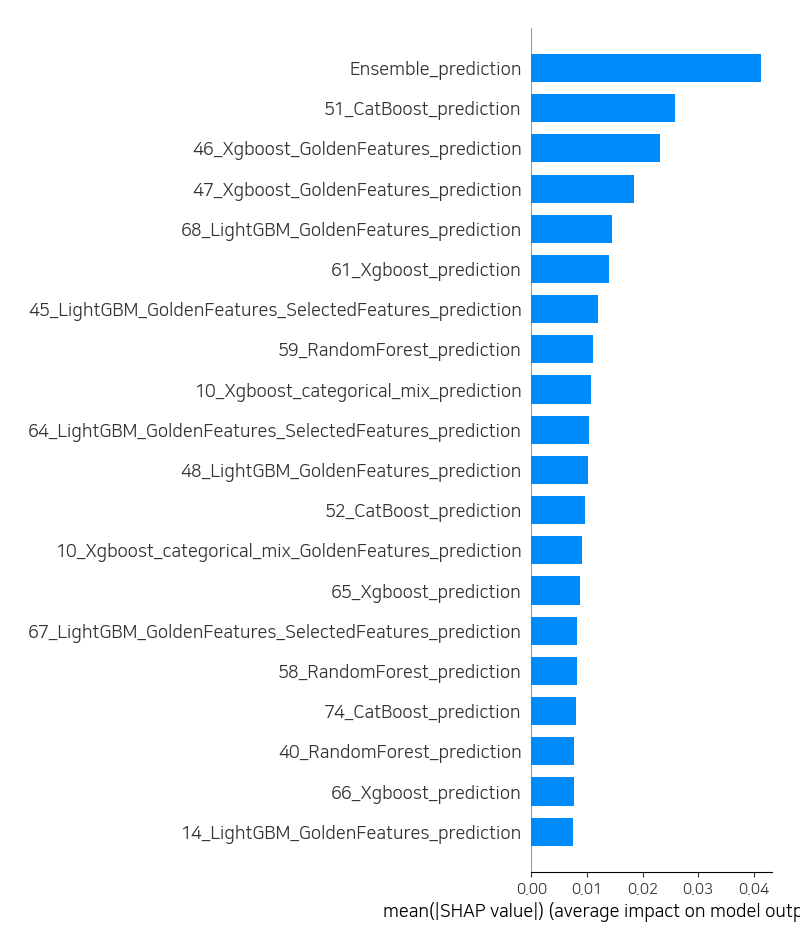 Ensemble_prediction
51_CatBoost_prediction
46_Xgboost_GoldenFeatures_prediction
47_Xgboost_GoldenFeatures_prediction
68_LightGBM_GoldenFeatures_prediction
61_Xgboost_prediction
45_LightGBM_GoldenFeatures_SelectedFeatures_prediction
59_RandomForest_prediction
10_Xgboost_categorical_mix_prediction
64_LightGBM_GoldenFeatures_SelectedFeatures_prediction
48_LightGBM_GoldenFeatures_prediction
52_CatBoost_prediction
10_Xgboost_categorical_mix_GoldenFeatures_prediction
65_Xgboost_prediction
67_LightGBM_GoldenFeatures_SelectedFeatures_prediction
58_RandomForest_prediction
74_CatBoost_prediction
40_RandomForest_prediction
66_Xgboost_prediction
14_LightGBM_GoldenFeatures_prediction
0.00 0.01 0.02 0.03 0.04
mean(|SHAP value|) (average impact on model outp